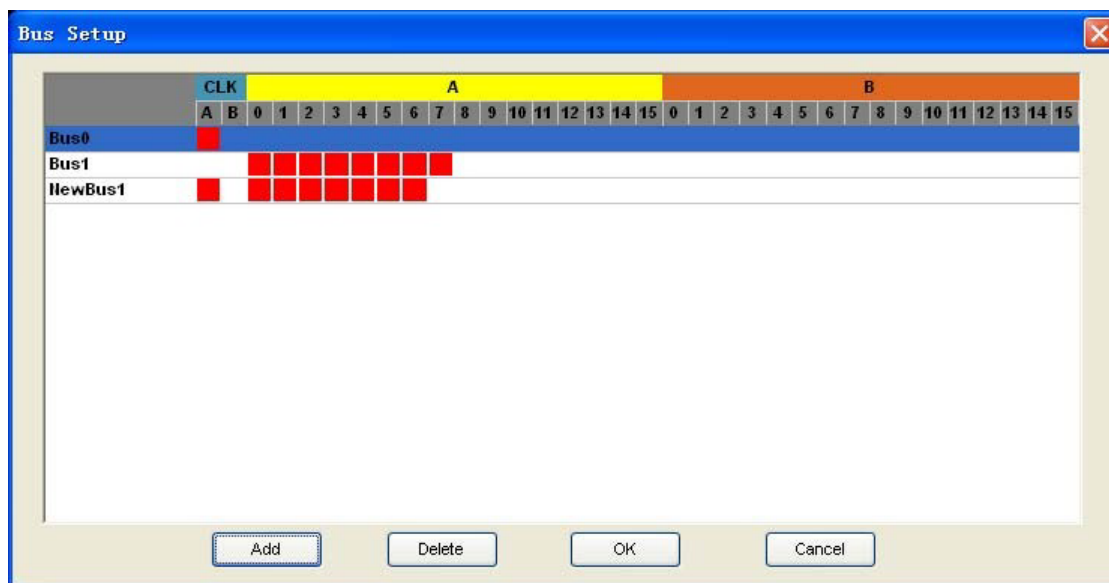 Bus Setup
CLK A B
A B 0 1 2 3 4 5 6 7 8 9 10 11 12 13 14 15 0 1 2 3 4 5 6 7 8 9 10 11 12 13 14 15
Bus0
Bus1
NewBus1
Add Delete OK Cancel